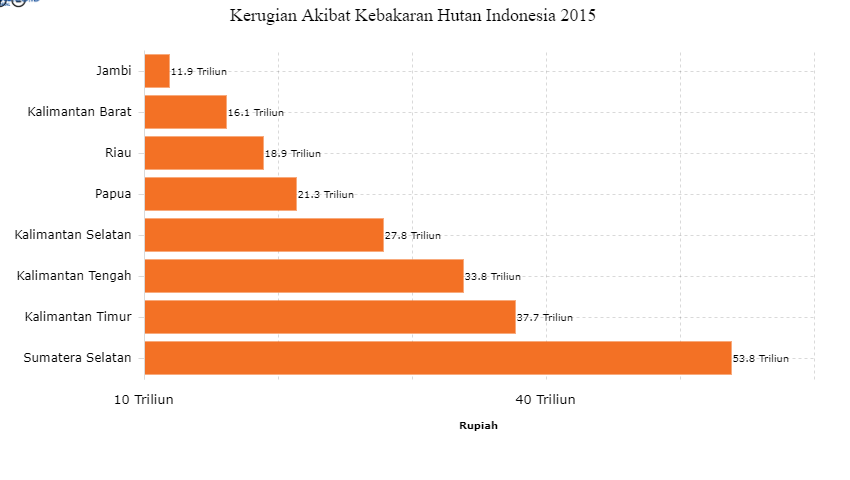 Kerugian Akibat Kebakaran Hutan Indonesia 2015
Jambi 11.9 Triliun
Kalimantan Barat 16.1 Triliun
Riau 18.9 Triliun
Papua 21.3 Triliun
Kalimantan Selatan 27.8 Triliun
Kalimantan Tengah 33.8 Triliun
Kalimantan Timur 37.7 Triliun
Sumatera Selatan 53.8 Triliun
10 Triliun 40 Triliun
Rupiah